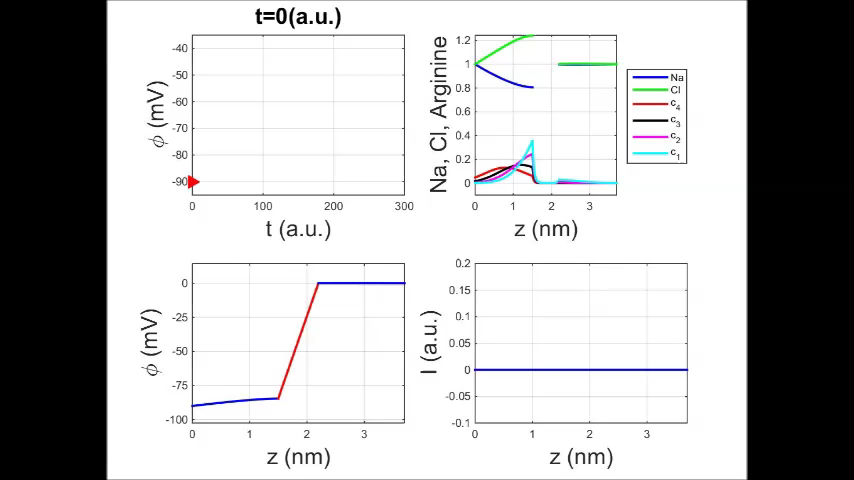 t=0(a.u.)
-40
-50
-60
-70
-80
-90
ϕ (mV)
0 100 200 300
t (a.u.)
1.2
1
0.8
0.6
0.4
0.2
0
Na, Cl, Arginine
0 1 2 3
z (nm)
Na
Cl
c4
c3
c2
c1
0
-25
-50
-75
-100
ϕ (mV)
0 1 2 3
z (nm)
0.2
0.15
0.1
0.05
0
-0.05
-0.1
I (a.u.)
0 1 2 3
z (nm)